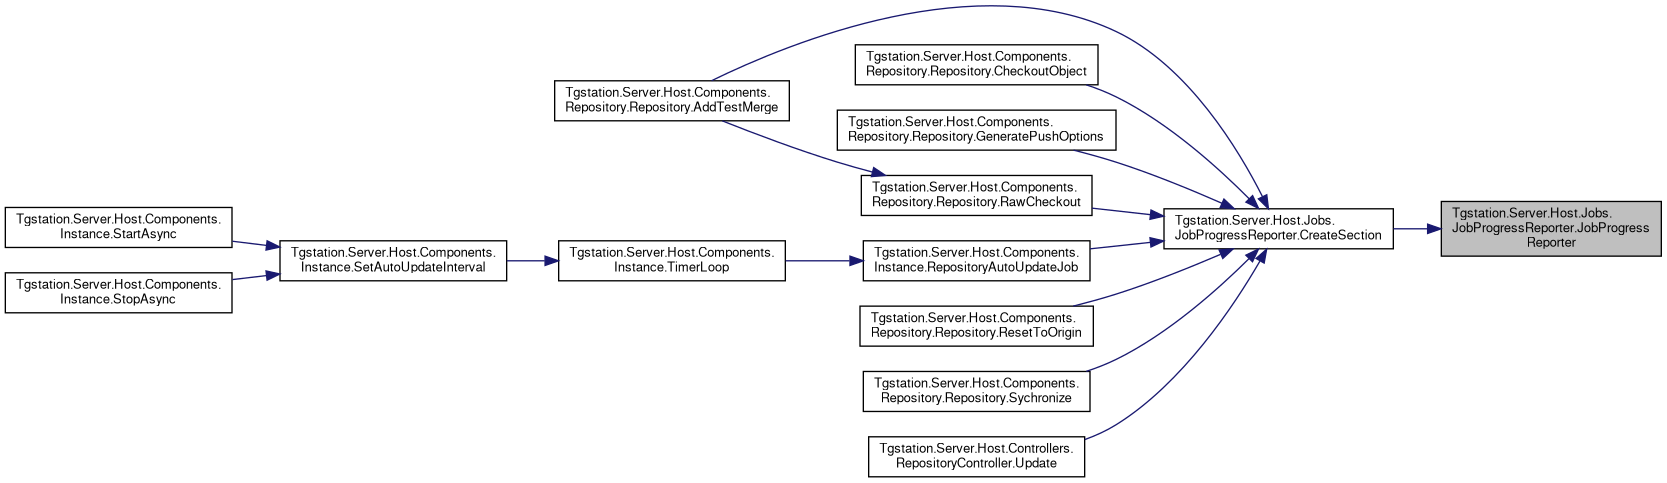 Tgstation.Server.Host.Components.
Repository.Repository.CheckoutObject
Tgstation.Server.Host.Components.
Repository.Repository.AddTestMerge
Tgstation.Server.Host.Components.
Repository.Repository.GeneratePushOptions
Tgstation.Server.Host.Components.
Repository.Repository.RawCheckout
Tgstation.Server.Host.Components.
Instance.StartAsync
Tgstation.Server.Host.Components.
Instance.StopAsync
Tgstation.Server.Host.Components.
Instance.SetAutoUpdateInterval
Tgstation.Server.Host.Components.
Instance.TimerLoop
Tgstation.Server.Host.Components.
Instance.RepositoryAutoUpdateJob
Tgstation.Server.Host.Jobs.
JobProgressReporter.CreateSection
Tgstation.Server.Host.Jobs.
JobProgressReporter.JobProgress
Reporter
Tgstation.Server.Host.Components.
Repository.Repository.ResetToOrigin
Tgstation.Server.Host.Components.
Repository.Repository.Sychronize
Tgstation.Server.Host.Controllers.
RepositoryController.Update